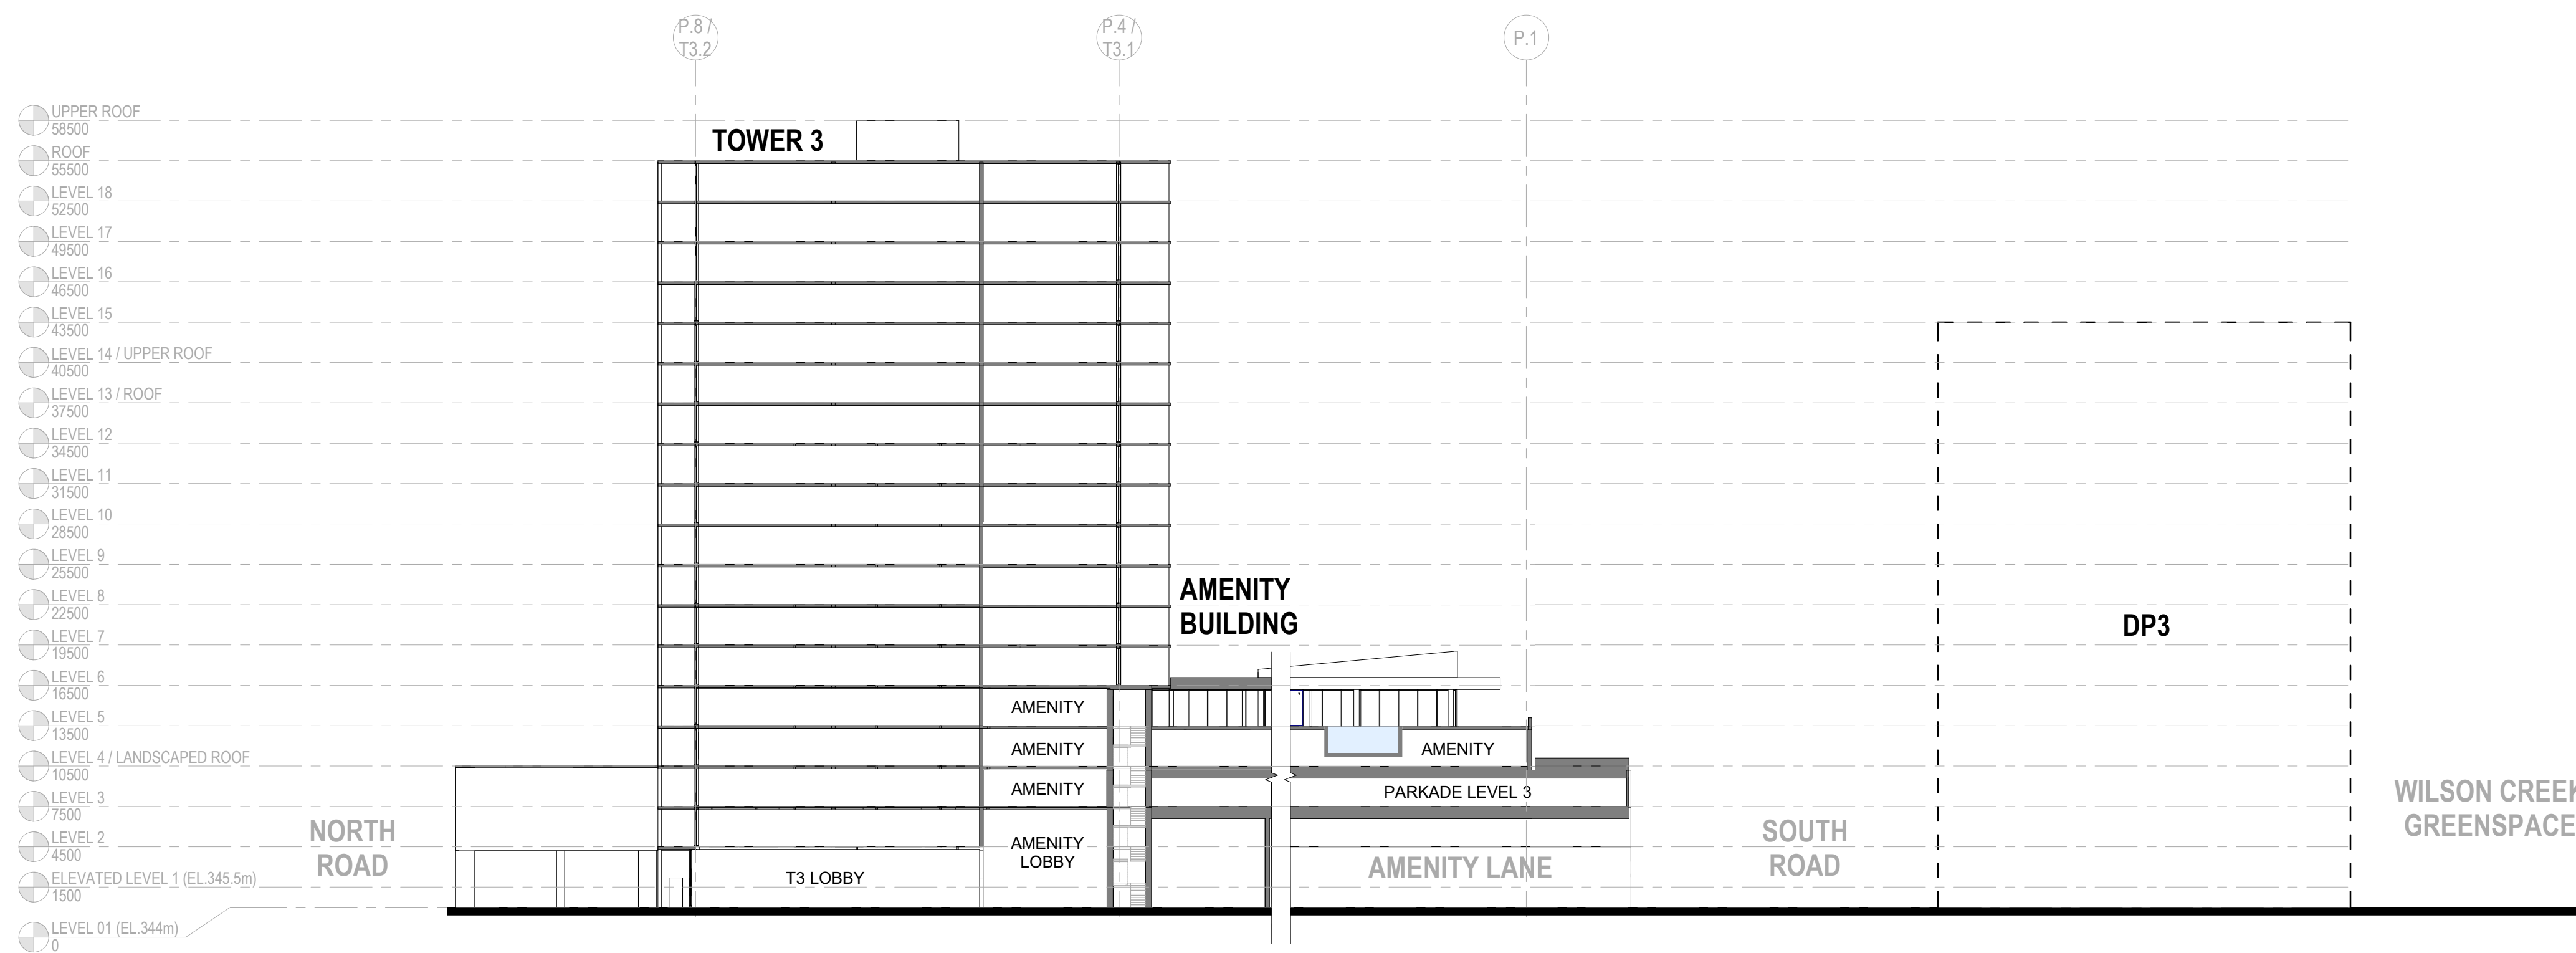 P.8 /
T3.2
P.4 /
T3.1
P.1
UPPER ROOF
58500
ROOF
55500
LEVEL 18
52500
LEVEL 17
49500
LEVEL 16
46500
LEVEL 15
43500
LEVEL 14 / UPPER ROOF
40500
LEVEL 13 / ROOF
37500
LEVEL 12
34500
LEVEL 11
31500
LEVEL 10
28500
LEVEL 9
25500
LEVEL 8
22500
LEVEL 7
19500
LEVEL 6
16500
LEVEL 5
13500
LEVEL 4 / LANDSCAPED ROOF
10500
LEVEL 3
7500
LEVEL 2
4500
ELEVATED LEVEL 1 (EL.345.5m)
1500
LEVEL 01 (EL.344m)
0
NORTH
ROAD
TOWER 3
AMENITY
AMENITY
AMENITY
AMENITY
LOBBY
T3 LOBBY
AMENITY
BUILDING
AMENITY
PARKADE LEVEL 3
AMENITY LANE
SOUTH
ROAD
DP3
WILSON CREEK
GREENSPACE